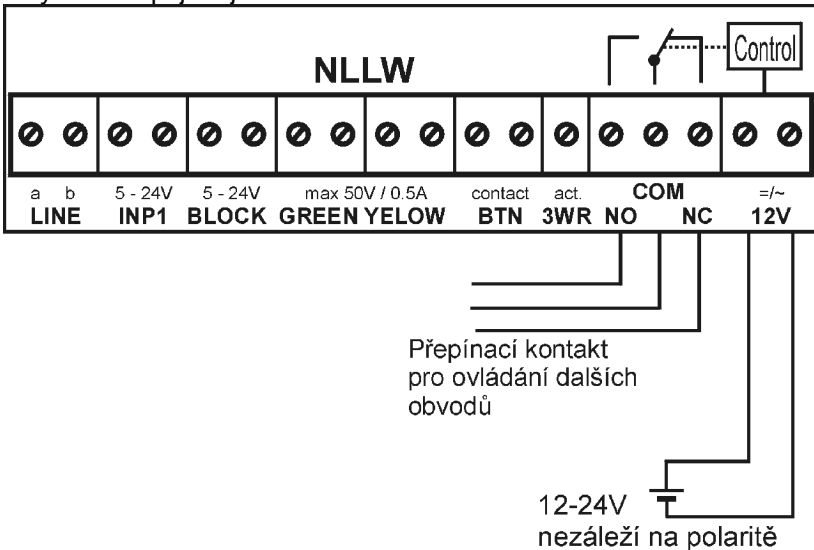 NLLW
Control
a b 5 - 24V 5 - 24V max 50V / 0.5A contact act. COM =/~
LINE INP1 BLOCK GREEN YELOW BTN 3WR NO NC 12V
Přepínací kontakt
pro ovládání dalších
obvodů
12-24V
nezáleží na polaritě